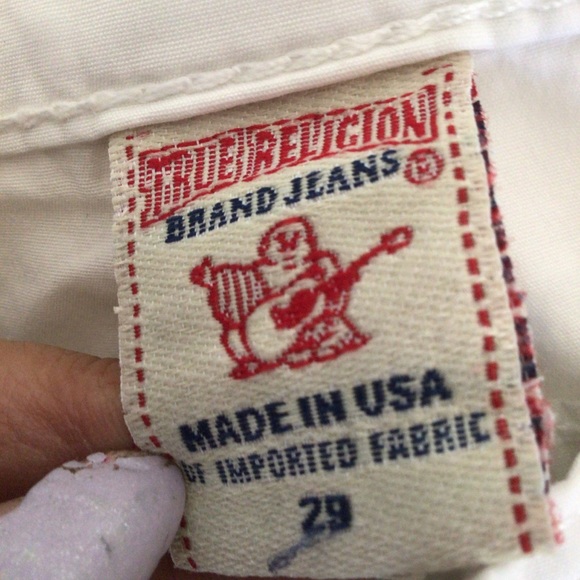 TRUE RELIGION
BRAND JEANS
MADE IN USA
OF IMPORTED FABRIC
29